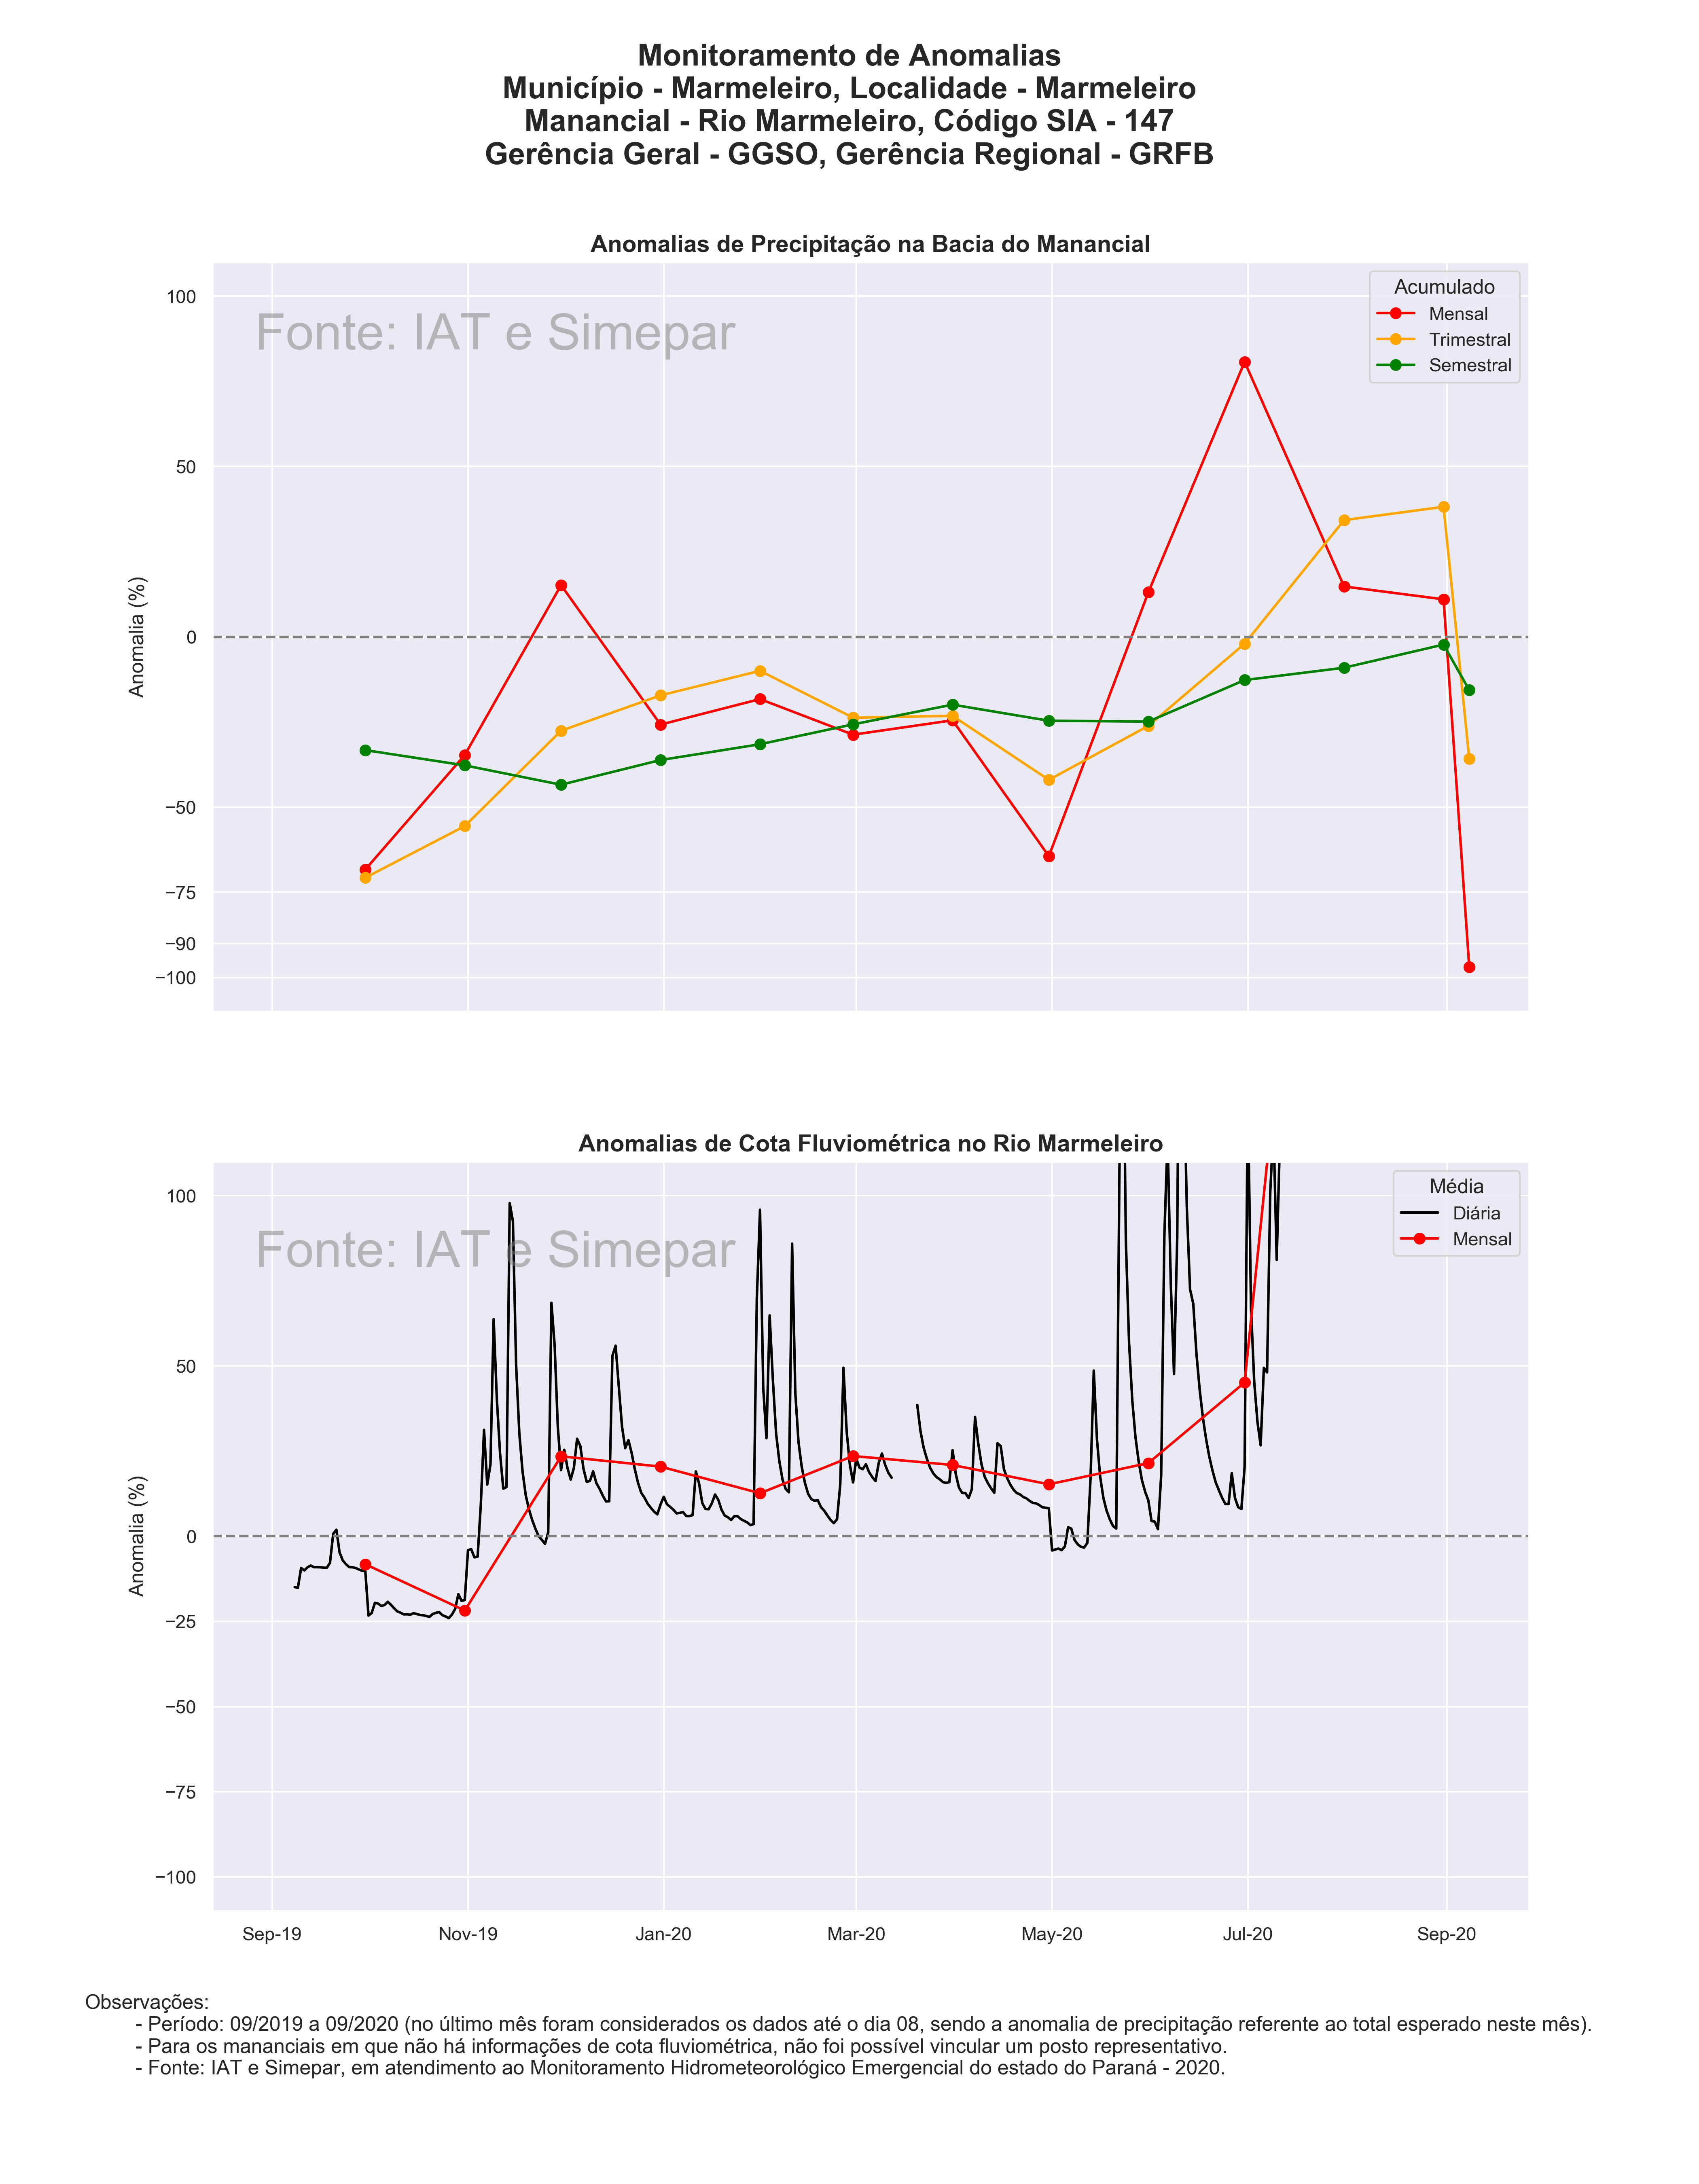 Monitoramento de Anomalias
Município - Marmeleiro, Localidade - Marmeleiro
Manancial - Rio Marmeleiro, Código SIA - 147
Gerência Geral - GGSO, Gerência Regional - GRFB
Anomalias de Precipitação na Bacia do Manancial
Fonte: IAT e Simepar
Acumulado
Mensal
Trimestral
Semestral
Anomalia (%)
100
50
0
−50
−75
−90
−100
Anomalias de Cota Fluviométrica no Rio Marmeleiro
Fonte: IAT e Simepar
Média
Diária
Mensal
Anomalia (%)
100
50
0
−25
−50
−75
−100
Sep-19 Nov-19 Jan-20 Mar-20 May-20 Jul-20 Sep-20
Observações:
- Período: 09/2019 a 09/2020 (no último mês foram considerados os dados até o dia 08, sendo a anomalia de precipitação referente ao total esperado neste mês).
- Para os mananciais em que não há informações de cota fluviométrica, não foi possível vincular um posto representativo.
- Fonte: IAT e Simepar, em atendimento ao Monitoramento Hidrometeorológico Emergencial do estado do Paraná - 2020.